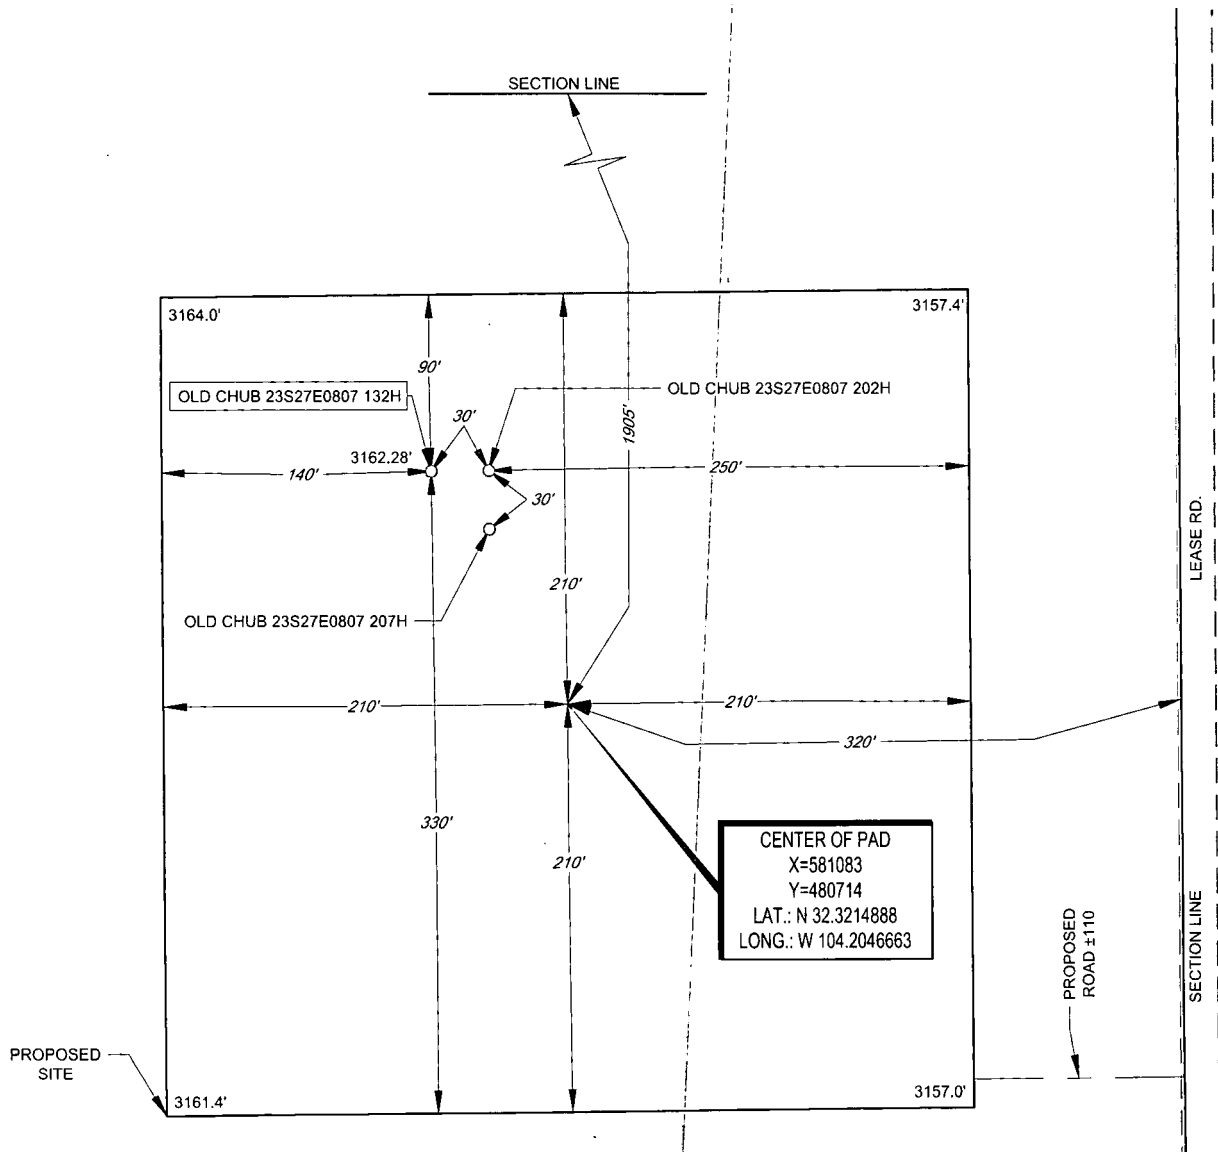 SECTION LINE
3164.0'
3157.4'
90'
OLD CHUB 23S27E0807 132H
OLD CHUB 23S27E0807 202H
30'
1905'
3162.28'
140'
250'
30'
LEASE RD.
210'
OLD CHUB 23S27E0807 207H
210'
210'
320'
330'
210'
CENTER OF PAD
X=581083
Y=480714
LAT.: N 32.3214888
LONG.: W 104.2046663
PROPOSED
ROAD ±110
SECTION LINE
PROPOSED
SITE
3161.4'
3157.0'